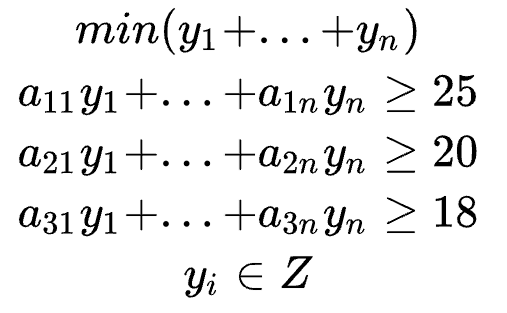 min(y₁+...+yₙ)
a₁₁y₁+...+a₁ₙyₙ ≥ 25
a₂₁y₁+...+a₂ₙyₙ ≥ 20
a₃₁y₁+...+a₃ₙyₙ ≥ 18
yᵢ ∈ Z